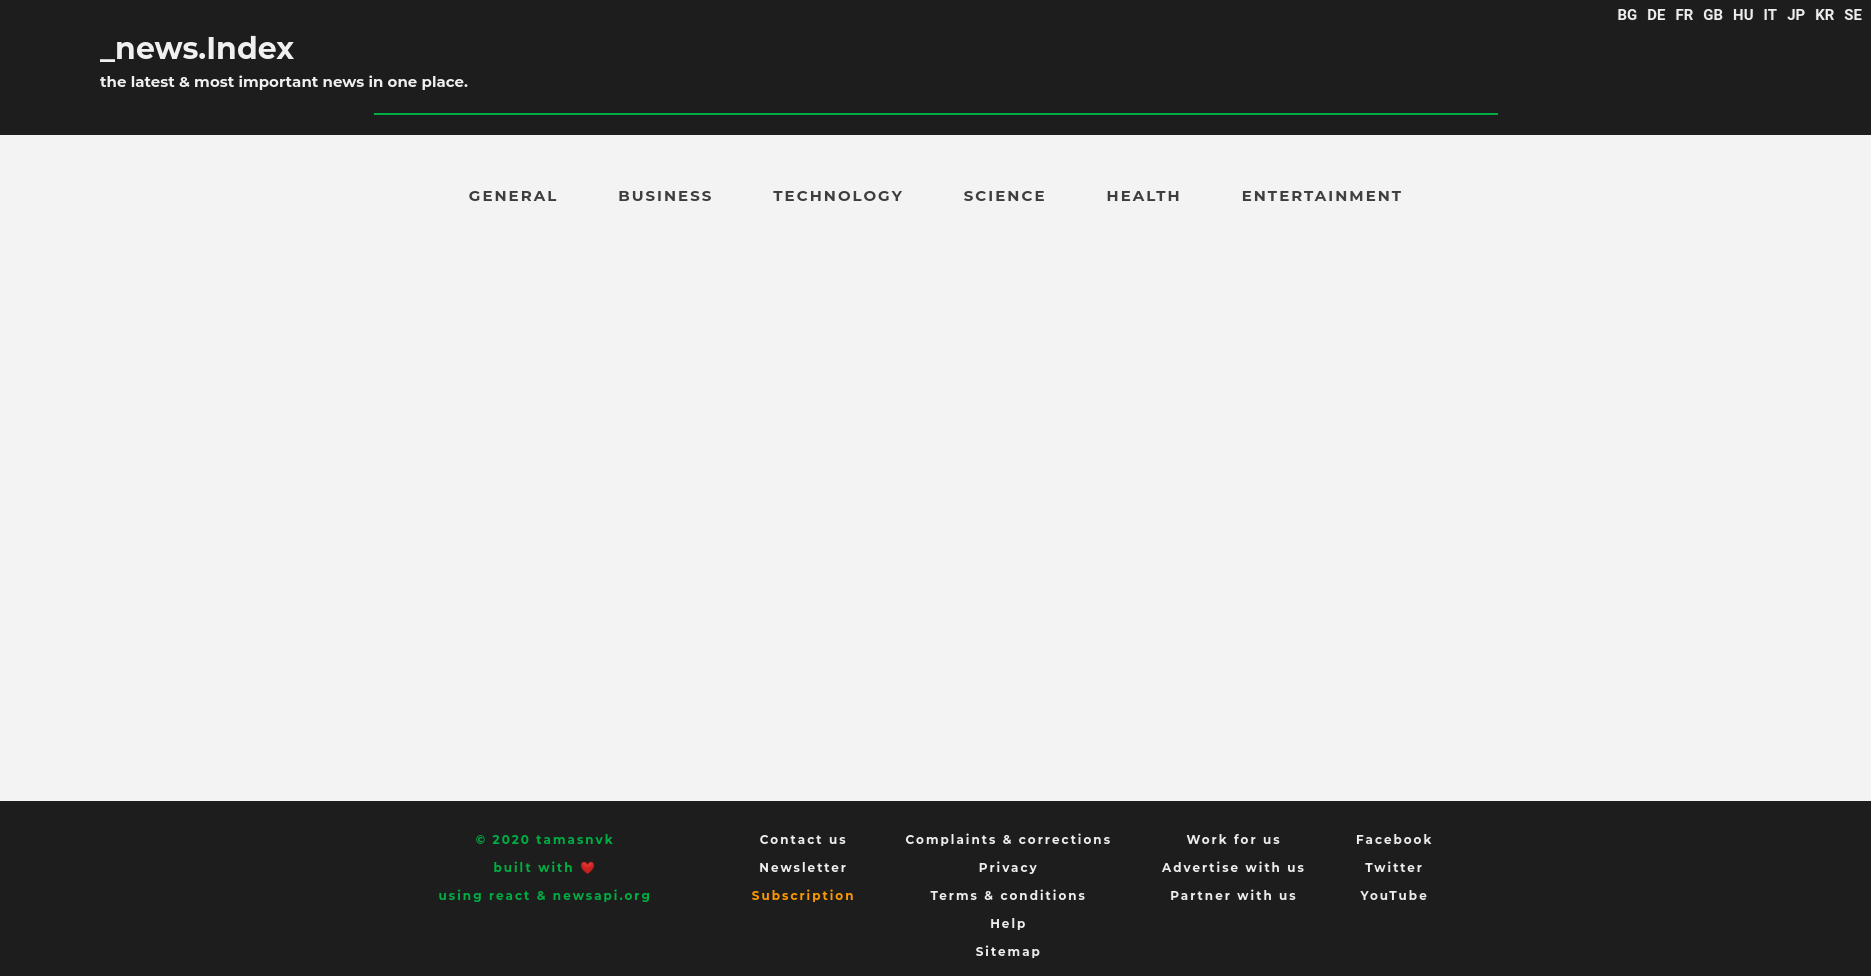 BG DE FR GB HU IT JP KR SE
_news.Index
the latest & most important news in one place.
GENERAL BUSINESS TECHNOLOGY SCIENCE HEALTH ENTERTAINMENT
© 2020 tamasnvk
built with ❤️
using react & newsapi.org
Contact us
Newsletter
Subscription
Complaints & corrections
Privacy
Terms & conditions
Help
Sitemap
Work for us
Advertise with us
Partner with us
Facebook
Twitter
YouTube